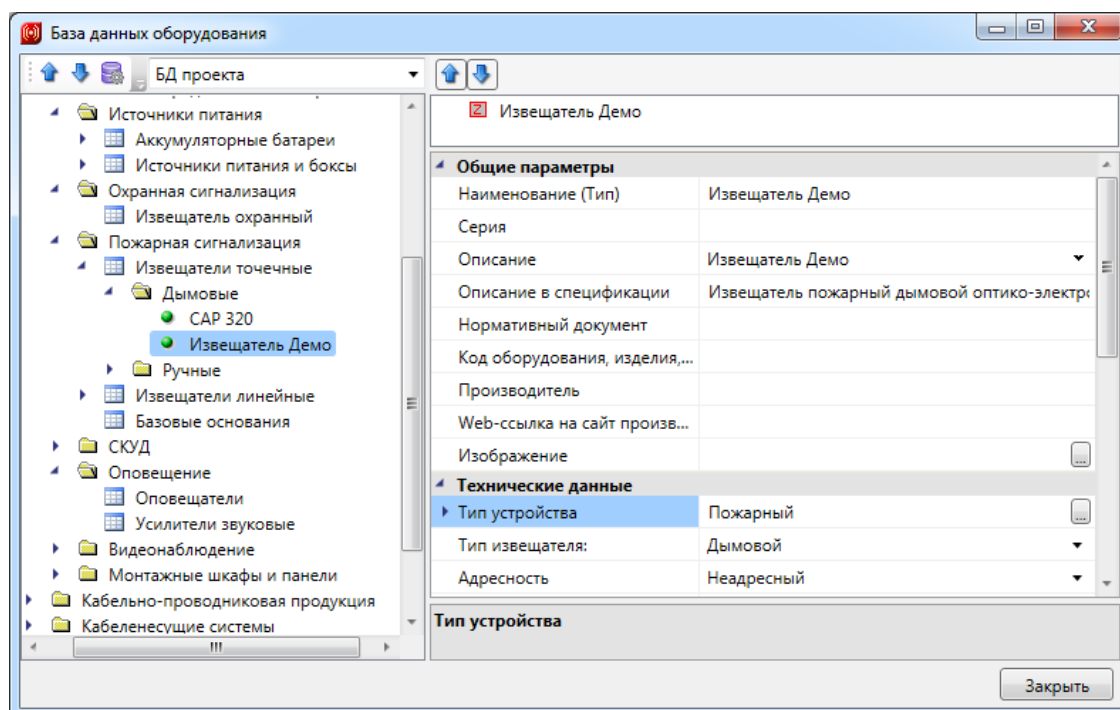 База данных оборудования
БД проекта
Источники питания
Аккумуляторные батареи
Источники питания и боксы
Охранная сигнализация
Извещатель охранный
Пожарная сигнализация
Извещатели точечные
Дымовые
CAP 320
Извещатель Демо
Ручные
Извещатели линейные
Базовые основания
СКУД
Оповещение
Оповещатели
Усилители звуковые
Видеонаблюдение
Монтажные шкафы и панели
Кабельно-проводниковая продукция
Кабеленесущие системы
Извещатель Демо
Общие параметры
Наименование (Тип) Извещатель Демо
Серия
Описание Извещатель Демо
Описание в спецификации Извещатель пожарный дымовой оптико-электро
Нормативный документ
Код оборудования, изделия,...
Производитель
Web-ссылка на сайт произв...
Изображение ...
Технические данные
Тип устройства Пожарный ...
Тип извещателя: Дымовой
Адресность Неадресный
Тип устройства
Закрыть